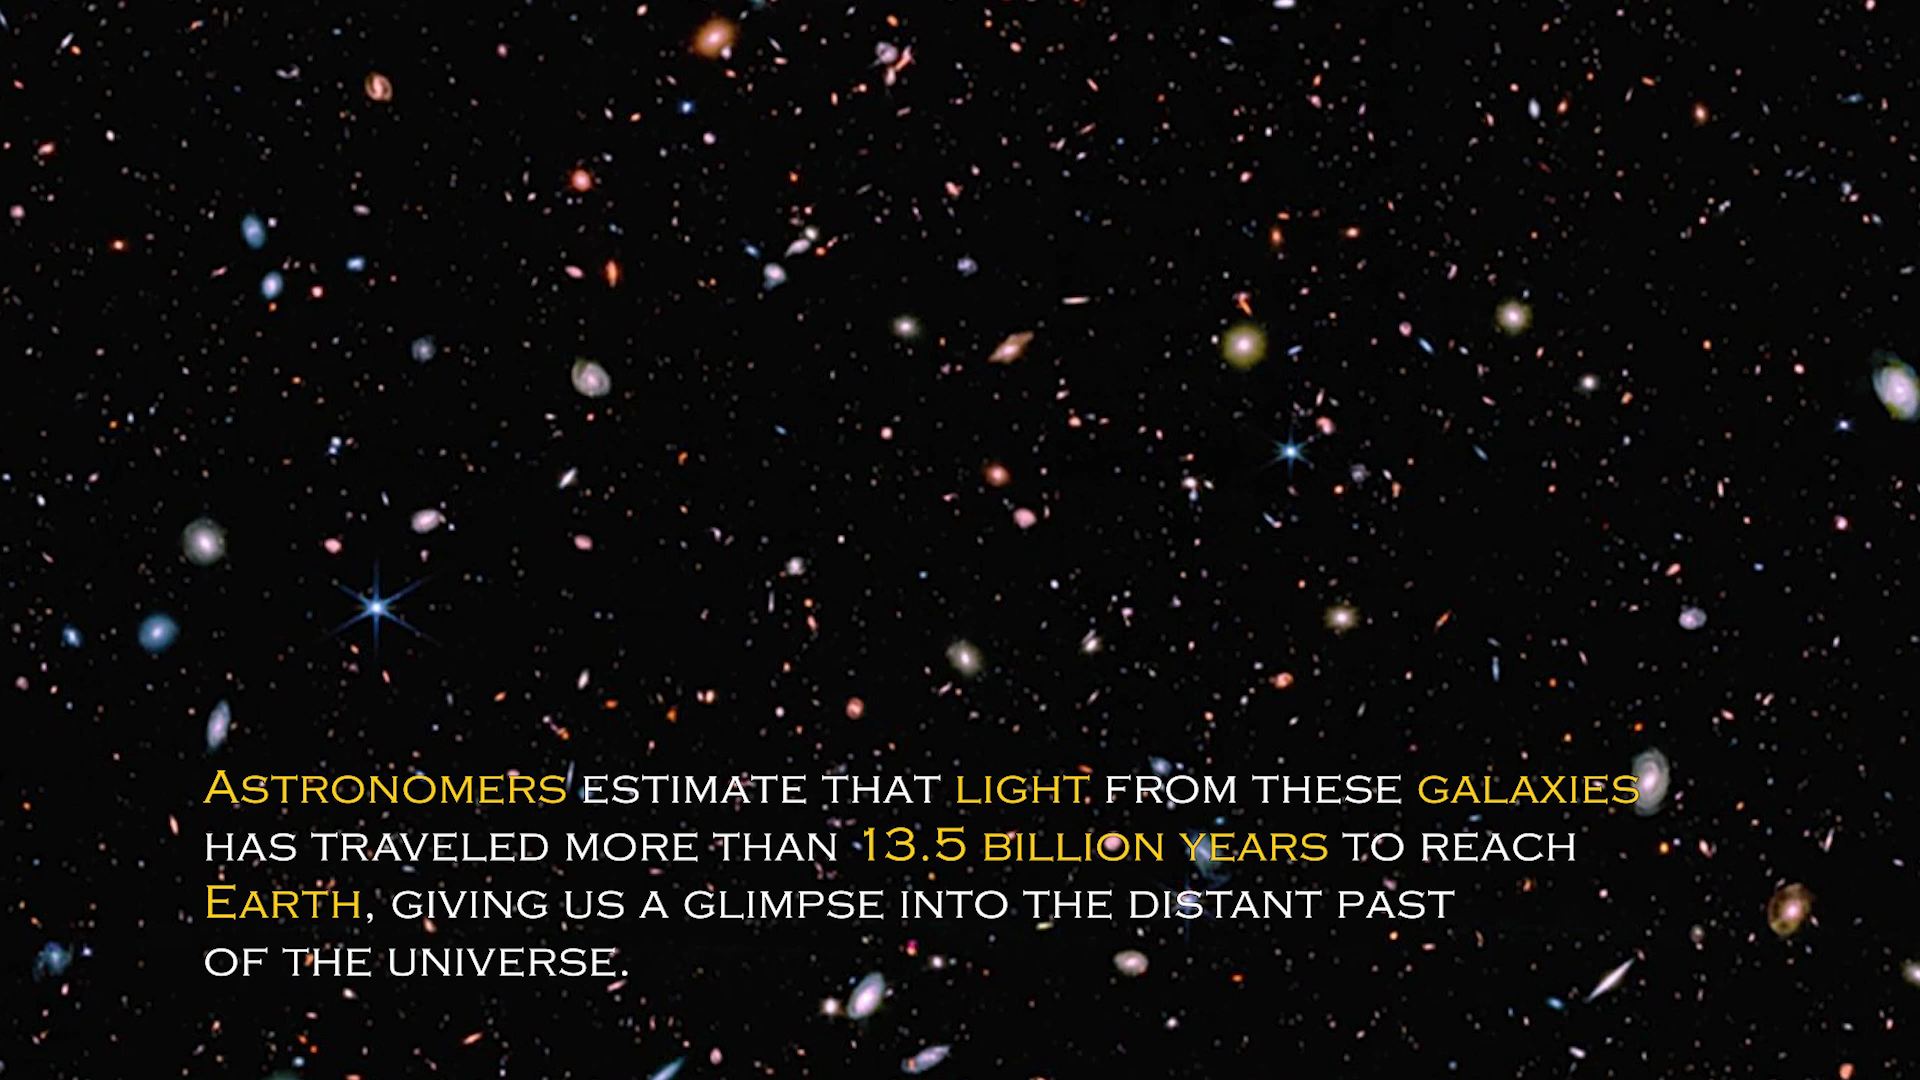 Astronomers estimate that light from these galaxies
has traveled more than 13.5 billion years to reach
Earth, giving us a glimpse into the distant past
of the universe.